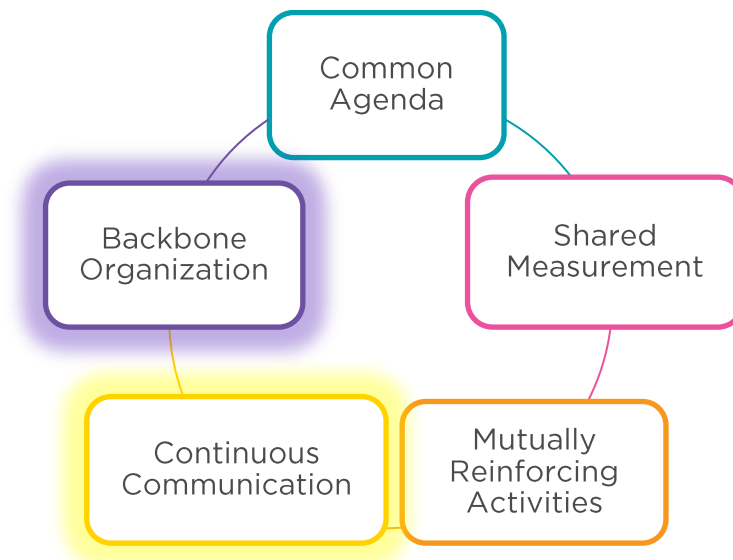 Common
Agenda
Shared
Measurement
Mutually
Reinforcing
Activities
Continuous
Communication
Backbone
Organization